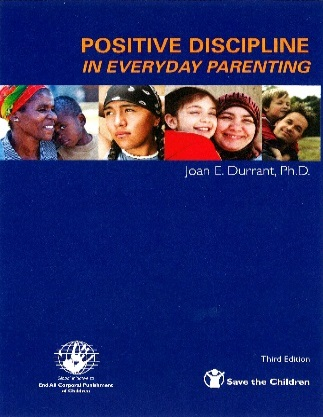 POSITIVE DISCIPLINE
IN EVERYDAY PARENTING
Joan E. Durrant, Ph.D.
Third Edition
End All Corporal Punishment
of Children
Save the Children